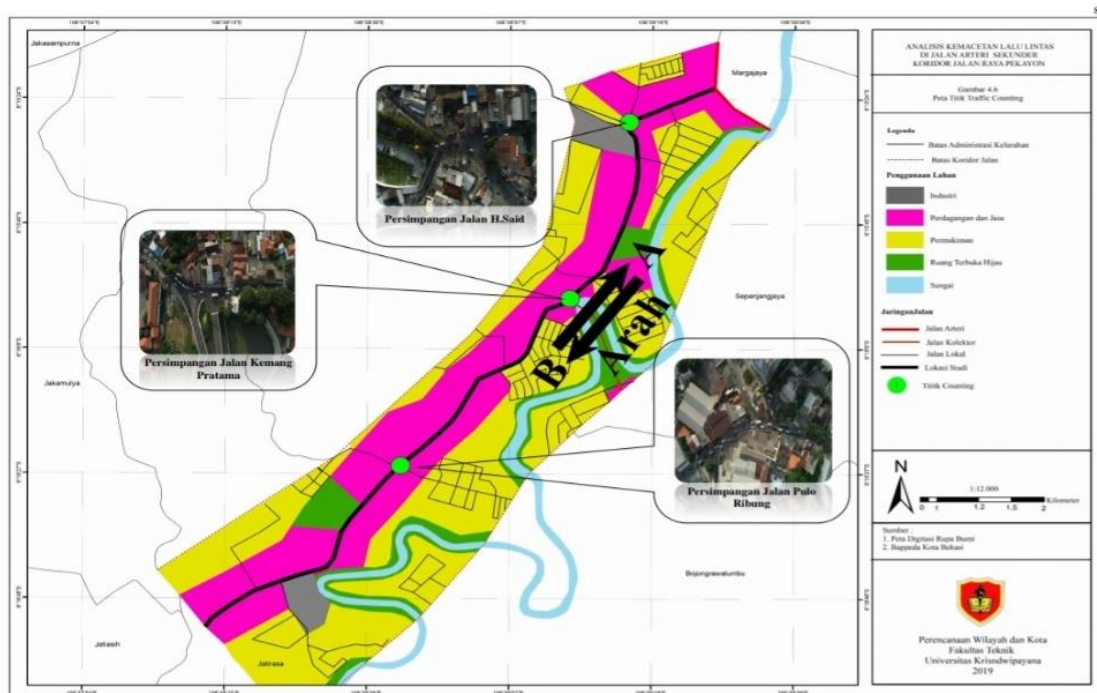 8
Jakasampurna
Margajaya
Persimpangan Jalan H.Said
Persimpangan Jalan Kemang
Pratama
Sepanjangjaya
Jakamulya
A
Arah
B
Persimpangan Jalan Pulo
Ribung
Bojongrawalumbu
Jatiasih
Jatirasa
ANALISIS KEMACETAN LALU LINTAS
DI JALAN ARTERI SEKUNDER
KORIDOR JALAN RAYA PEKAYON
Gambar 4.6
Peta Titik Traffic Counting
Legenda
Batas Administrasi Kelurahan
Batas Koridor Jalan
Penggunaan Lahan
Industri
Perdagangan dan Jasa
Permukiman
Ruang Terbuka Hijau
Sungai
JaringanJalan
Jalan Arteri
Jalan Kolektor
Jalan Lokal
Lokasi Studi
Tititk Counting
N
1:12.000
0 1 1.2 1.5 2 Kilometer
Sumber :
1. Peta Digitasi Rupa Bumi
2. Bappeda Kota Bekasi
Perencanaan Wilayah dan Kota
Fakultas Teknik
Universitas Krisndwipayana
2019